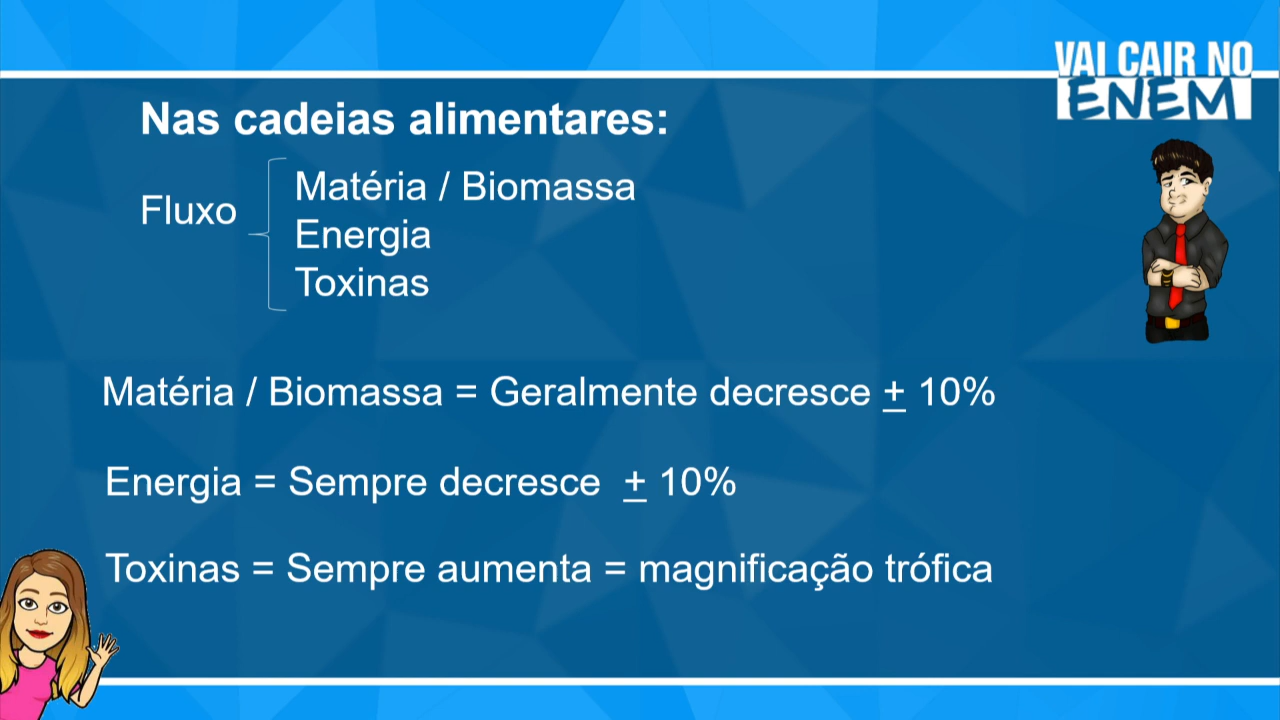 VAI CAIR NO
ENEM
Nas cadeias alimentares:
Fluxo
Matéria / Biomassa
Energia
Toxinas
Matéria / Biomassa = Geralmente decresce ± 10%
Energia = Sempre decresce ± 10%
Toxinas = Sempre aumenta = magnificação trófica